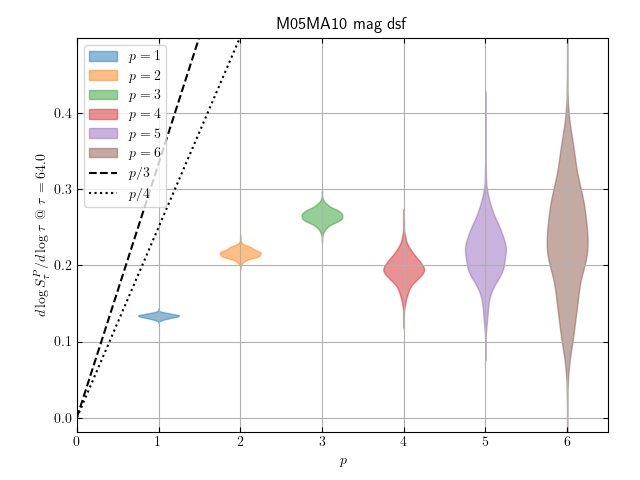 M05MA10 mag dsf
p = 1
p = 2
p = 3
p = 4
p = 5
p = 6
p/3
p/4
d log S_τ^P / d log τ @ τ = 64.0
0.4
0.3
0.2
0.1
0.0
0 1 2 3 4 5 6
p